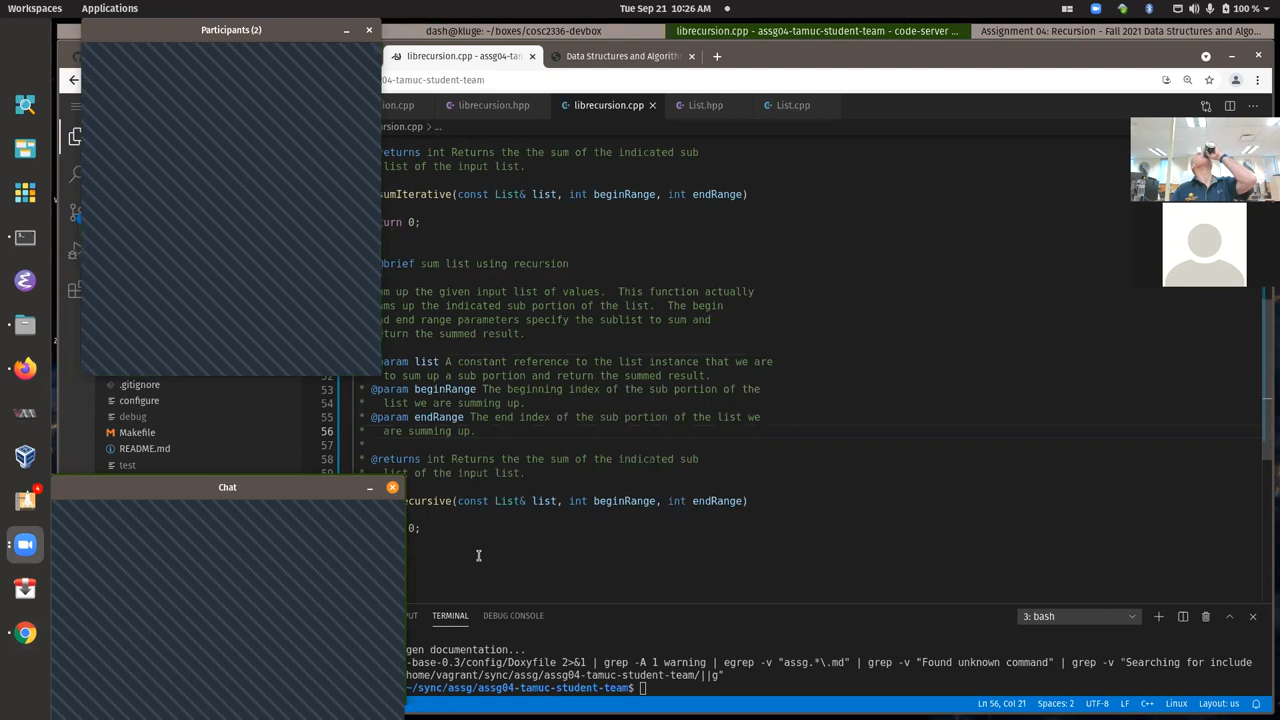 Workspaces
Applications
Tue Sep 21 10:26 AM
100 %
Participants (2)
dash@kluge: ~/boxes/cosc2336-devbox
librecursion.cpp - assg04-tamuc-student-team - code-server ...
Assignment 04: Recursion - Fall 2021 Data Structures and Algo
librecursion.cpp - assg04-tan
Data Structures and Algorith
04-tamuc-student-team
rsion.cpp
librecursion.hpp
librecursion.cpp
List.hpp
List.cpp
ursion.cpp > ...
returns int Returns the the sum of the indicated sub
list of the input list.
sumIterative(const List& list, int beginRange, int endRange)
urn 0;
brief sum list using recursion
m up the given input list of values.  This function actually
ms up the indicated sub portion of the list.  The begin
d end range parameters specify the sublist to sum and
eturn the summed result.
param list A constant reference to the list instance that we are
to sum up a sub portion and return the summed result.
53 * @param beginRange The beginning index of the sub portion of the
54 * list we are summing up.
55 * @param endRange The end index of the sub portion of the list we
56 * are summing up.
57 *
58 * @returns int Returns the the sum of the indicated sub
list of the input list.
ecursive(const List& list, int beginRange, int endRange)
0;
.gitignore
configure
debug
Makefile
README.md
test
Chat
PUT
TERMINAL
DEBUG CONSOLE
3: bash
gen documentation...
-base-0.3/config/Doxyfile 2>&1 | grep -A 1 warning | egrep -v "assg.*\.md" | grep -v "Found unknown command" | grep -v "Searching for include
home/vagrant/sync/assg/assg04-tamuc-student-team/||g"
~/sync/assg/assg04-tamuc-student-team$
Ln 56, Col 21
Spaces: 2
UTF-8
LF
C++
Linux
Layout: us